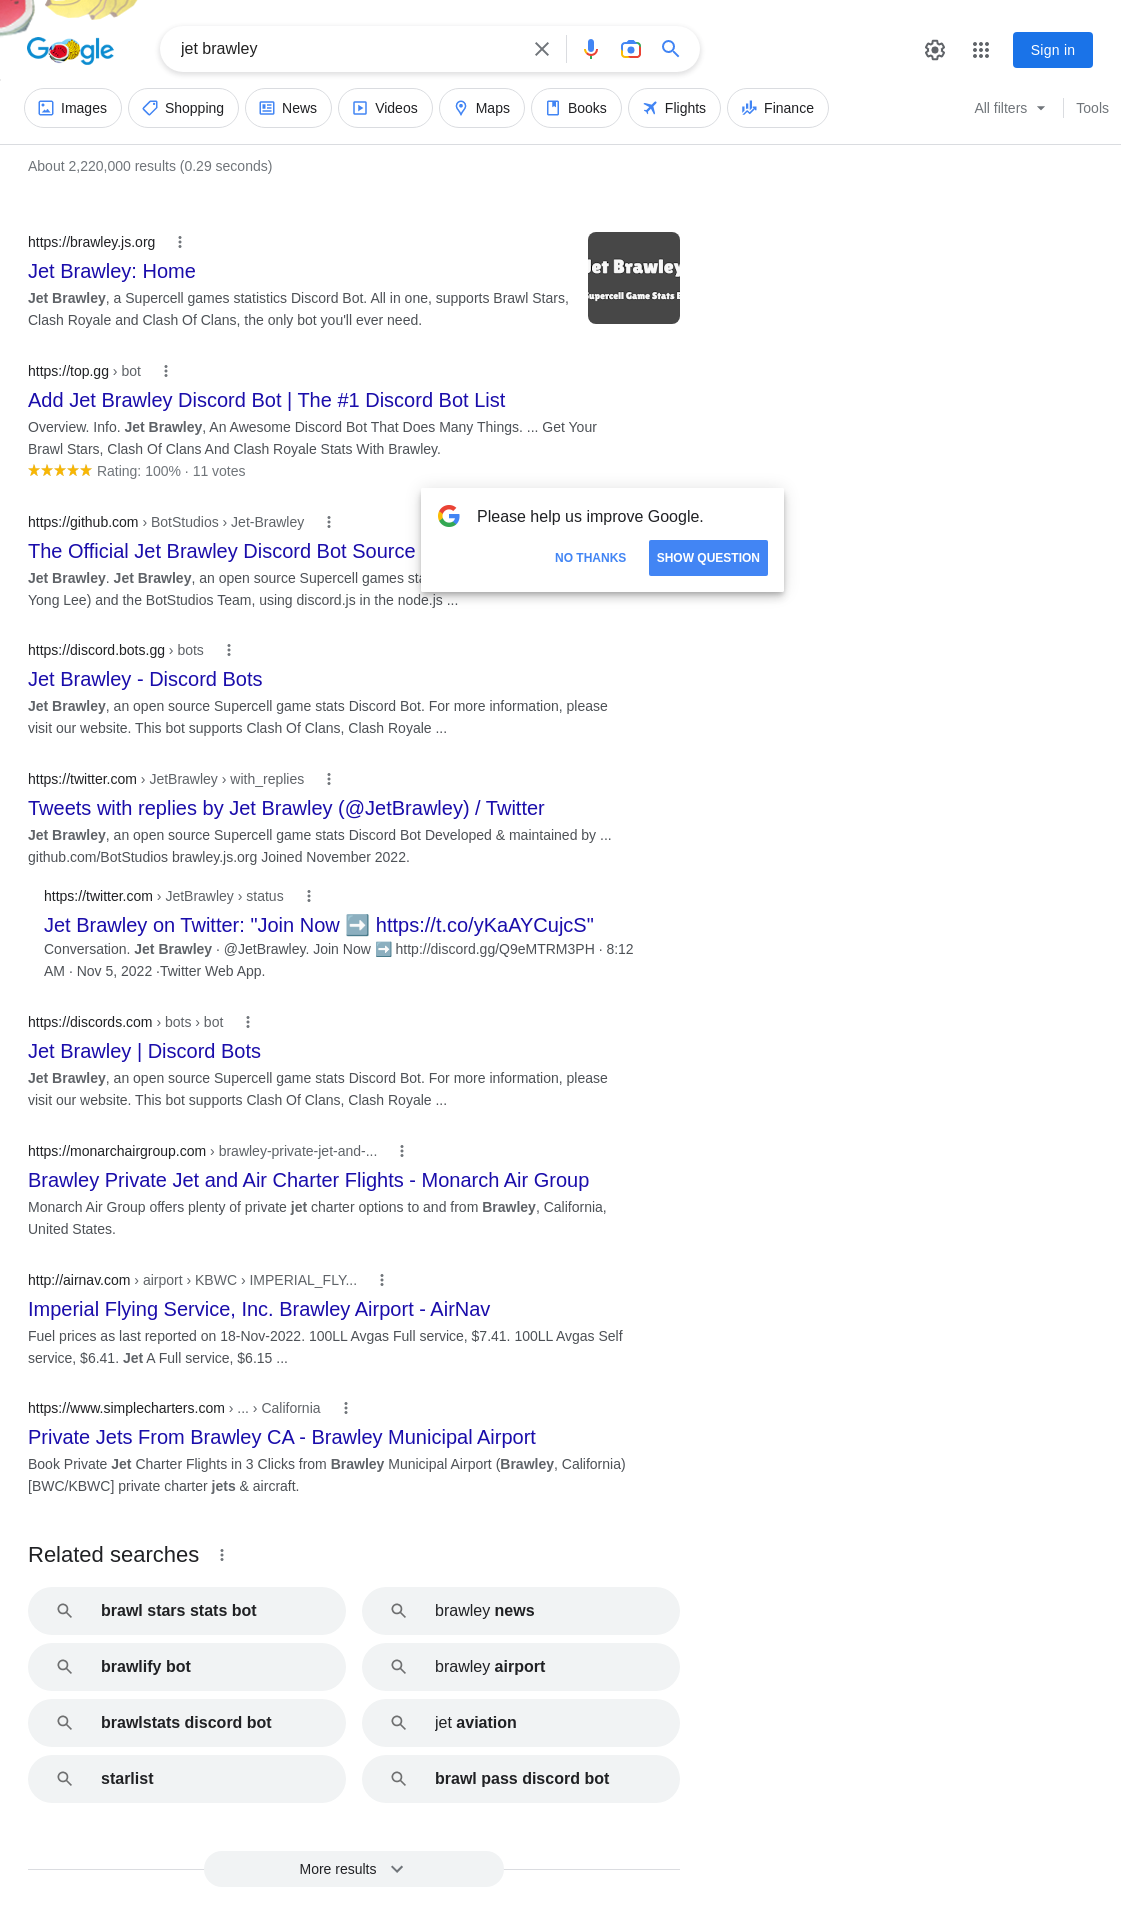 Google
jet brawley
Sign in
Images
Shopping
News
Videos
Maps
Books
Flights
Finance
All filters
Tools
About 2,220,000 results (0.29 seconds)
https://brawley.js.org
Jet Brawley: Home
Jet Brawley, a Supercell games statistics Discord Bot. All in one, supports Brawl Stars,
Clash Royale and Clash Of Clans, the only bot you'll ever need.
Jet Brawley
Supercell Game Stats
https://top.gg › bot
Add Jet Brawley Discord Bot | The #1 Discord Bot List
Overview. Info. Jet Brawley, An Awesome Discord Bot That Does Many Things. ... Get Your
Brawl Stars, Clash Of Clans And Clash Royale Stats With Brawley.
Rating: 100% · 11 votes
Please help us improve Google.
NO THANKS
SHOW QUESTION
https://github.com › BotStudios › Jet-Brawley
The Official Jet Brawley Discord Bot Source
Jet Brawley. Jet Brawley, an open source Supercell games
Yong Lee) and the BotStudios Team, using discord.js in the node.js ...
https://discord.bots.gg › bots
Jet Brawley - Discord Bots
Jet Brawley, an open source Supercell game stats Discord Bot. For more information, please
visit our website. This bot supports Clash Of Clans, Clash Royale ...
https://twitter.com › JetBrawley › with_replies
Tweets with replies by Jet Brawley (@JetBrawley) / Twitter
Jet Brawley, an open source Supercell game stats Discord Bot Developed & maintained by ...
github.com/BotStudios brawley.js.org Joined November 2022.
https://twitter.com › JetBrawley › status
Jet Brawley on Twitter: "Join Now ➡️ https://t.co/yKaAYCujcS"
Conversation. Jet Brawley · @JetBrawley. Join Now ➡️ http://discord.gg/Q9eMTRM3PH · 8:12
AM · Nov 5, 2022 ·Twitter Web App.
https://discords.com › bots › bot
Jet Brawley | Discord Bots
Jet Brawley, an open source Supercell game stats Discord Bot. For more information, please
visit our website. This bot supports Clash Of Clans, Clash Royale ...
https://monarchairgroup.com › brawley-private-jet-and-...
Brawley Private Jet and Air Charter Flights - Monarch Air Group
Monarch Air Group offers plenty of private jet charter options to and from Brawley, California,
United States.
http://airnav.com › airport › KBWC › IMPERIAL_FLY...
Imperial Flying Service, Inc. Brawley Airport - AirNav
Fuel prices as last reported on 18-Nov-2022. 100LL Avgas Full service, $7.41. 100LL Avgas Self
service, $6.41. Jet A Full service, $6.15 ...
https://www.simplecharters.com › ... › California
Private Jets From Brawley CA - Brawley Municipal Airport
Book Private Jet Charter Flights in 3 Clicks from Brawley Municipal Airport (Brawley, California)
[BWC/KBWC] private charter jets & aircraft.
Related searches
brawl stars stats bot
brawley news
brawlify bot
brawley airport
brawlstats discord bot
jet aviation
starlist
brawl pass discord bot
More results